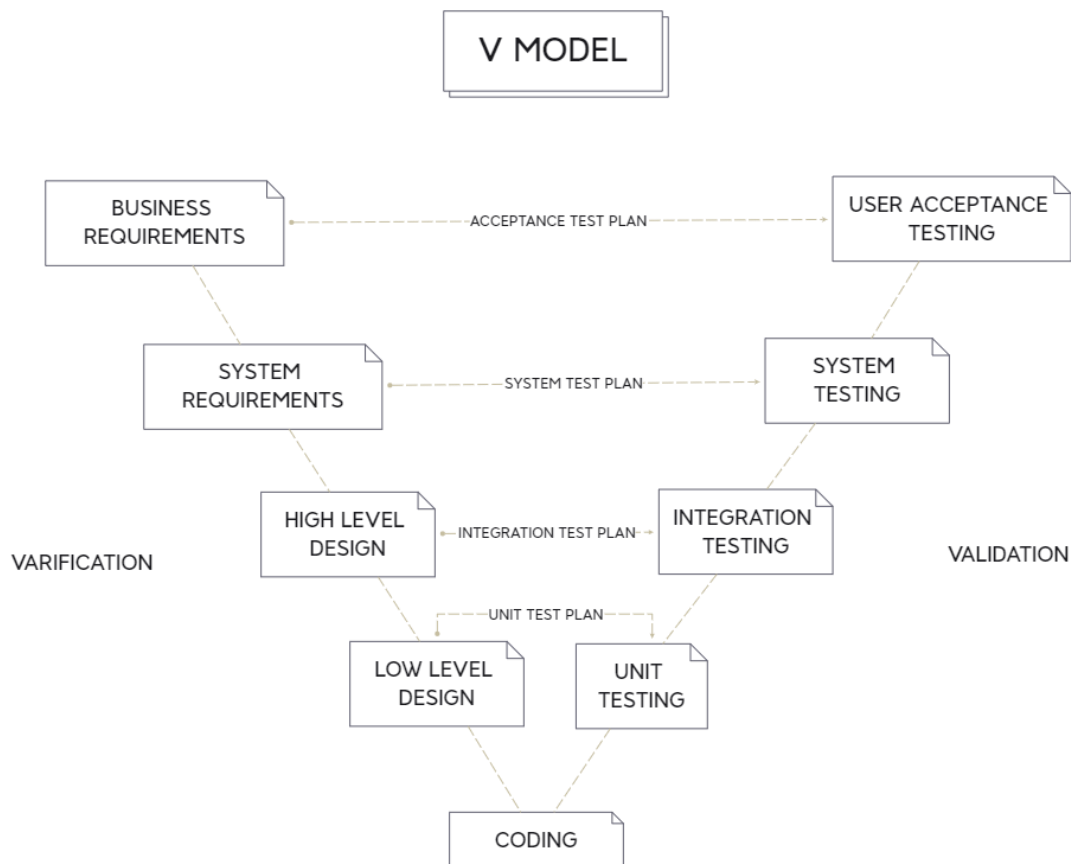 V MODEL
BUSINESS
REQUIREMENTS
ACCEPTANCE TEST PLAN
USER ACCEPTANCE
TESTING
SYSTEM
REQUIREMENTS
SYSTEM TEST PLAN
SYSTEM
TESTING
HIGH LEVEL
DESIGN
INTEGRATION TEST PLAN
INTEGRATION
TESTING
VARIFICATION
VALIDATION
UNIT TEST PLAN
LOW LEVEL
DESIGN
UNIT
TESTING
CODING